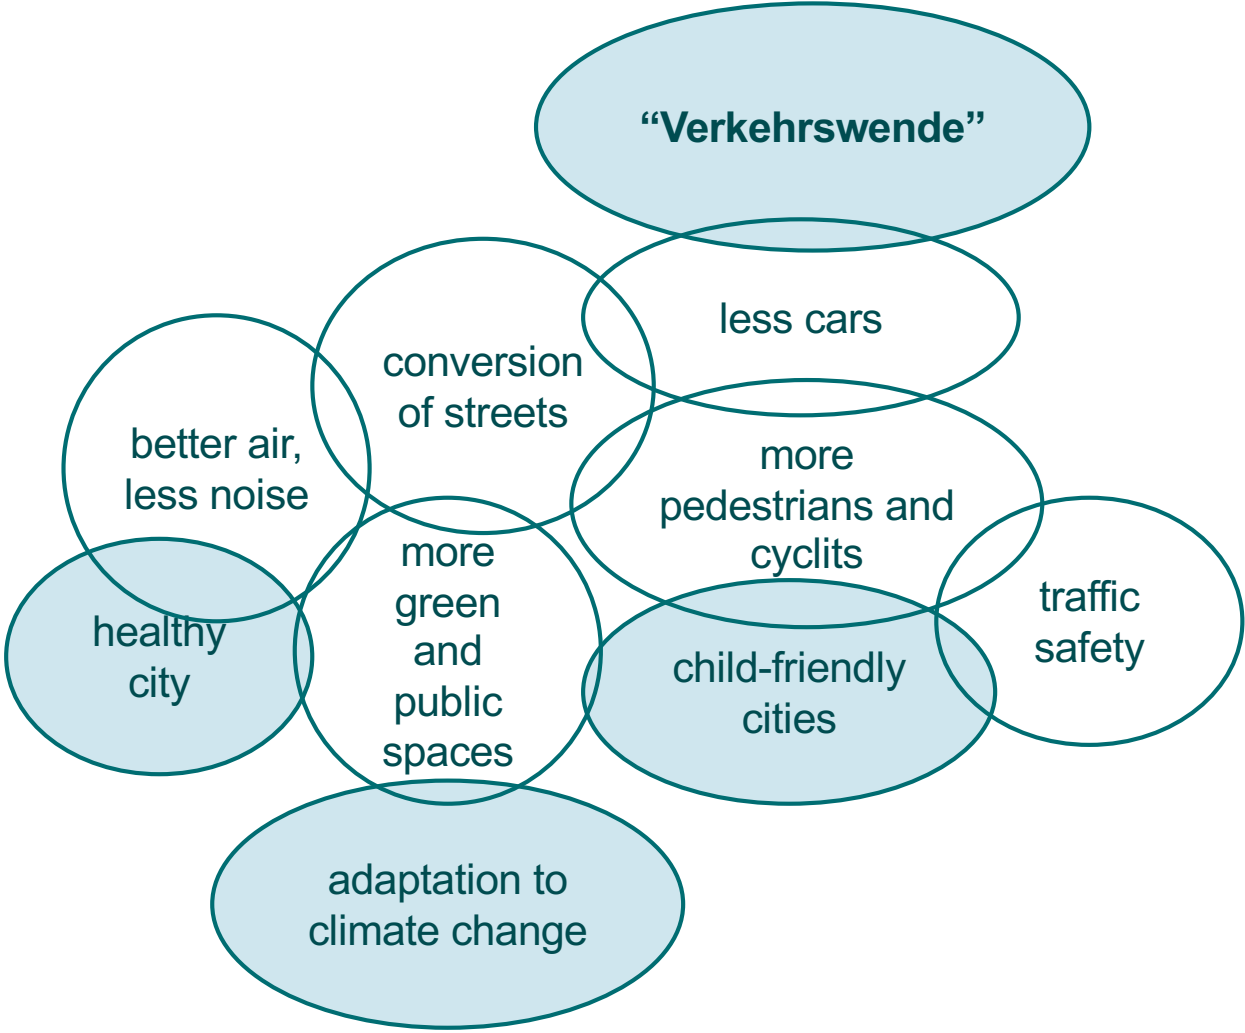 “Verkehrswende”
less cars
conversion
of streets
better air,
less noise
more
pedestrians and
cyclits
more
green
and
public
spaces
traffic
safety
healthy
city
child-friendly
cities
adaptation to
climate change